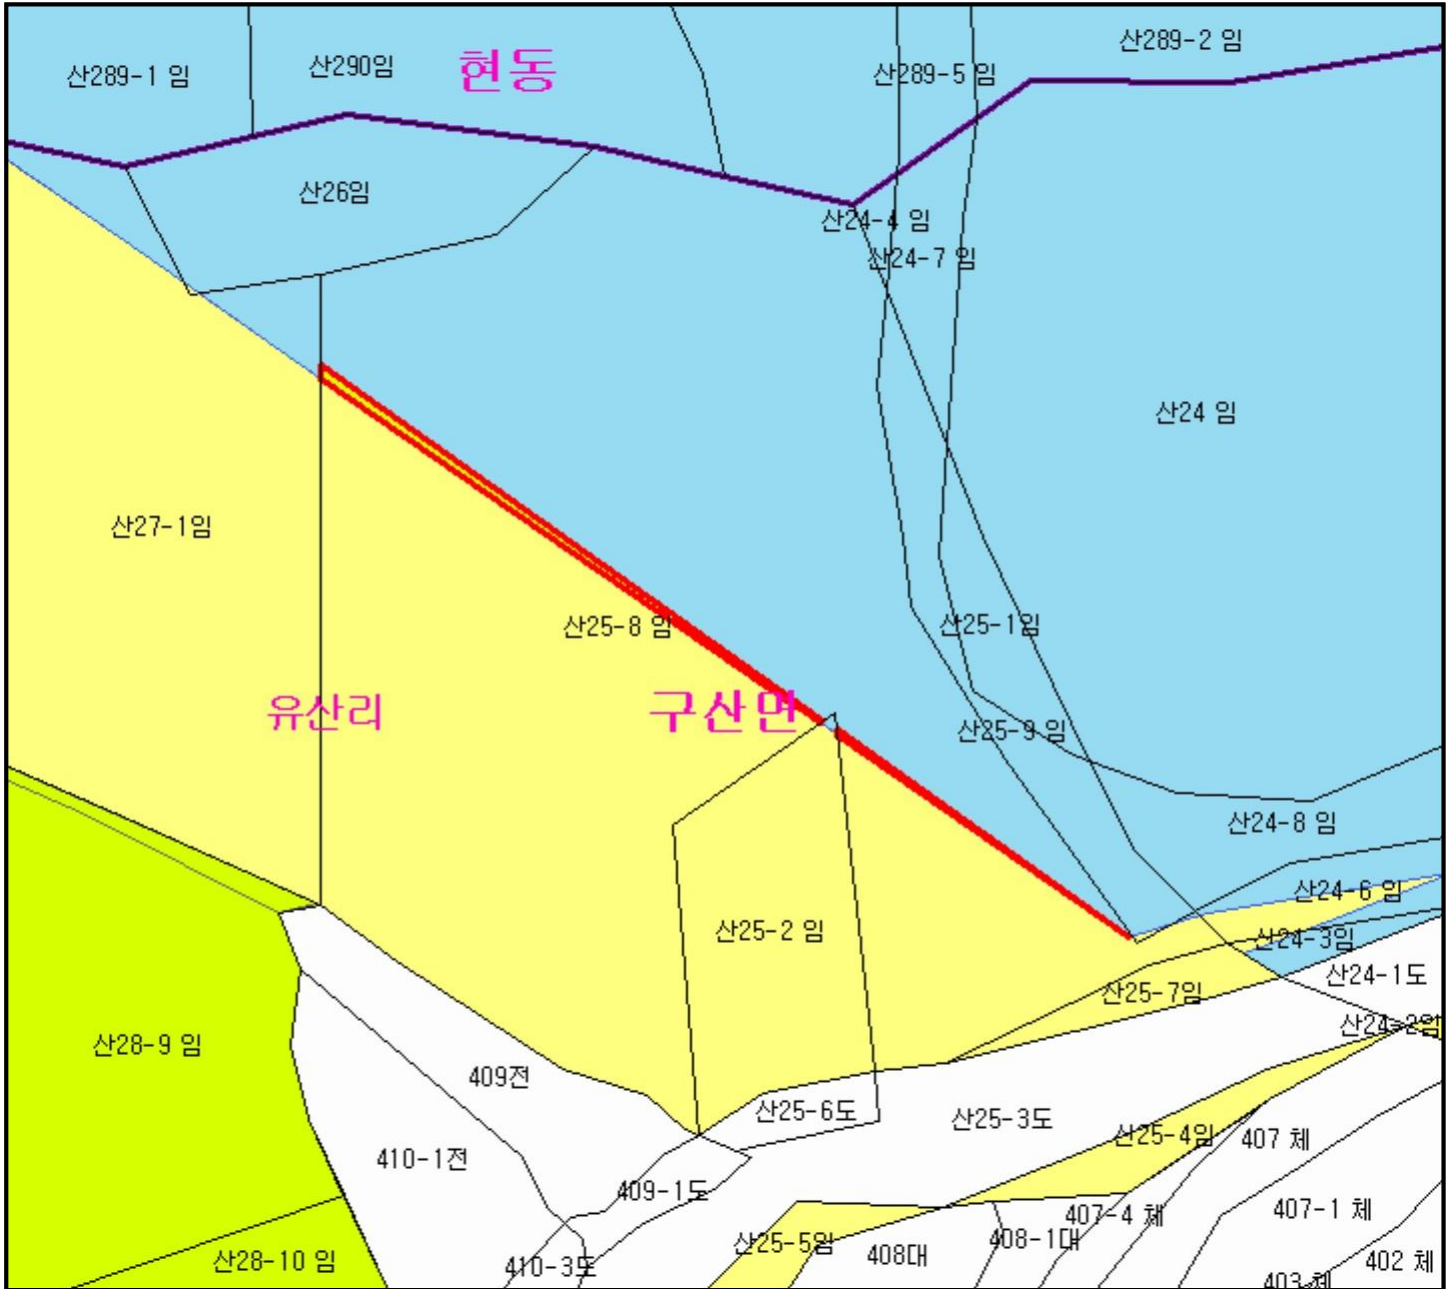 산289-2 임
산290임
현동
산289-1 임
산289-5 임
산26임
산24-4 임
산24-7 임
산24 임
산27-1임
산25-8 임
산25-1임
유산리
구산면
산25-9 임
산24-8 임
산24-6 임
산25-2 임
산24-3임
산24-1도
산25-7임
산24-2임
산28-9 임
409전
산25-6도
산25-3도
산25-4임
407 체
410-1전
409-1도
407-4 체
407-1 체
산25-5임
408대
408-1대
402 체
산28-10 임
410-3도
403 체